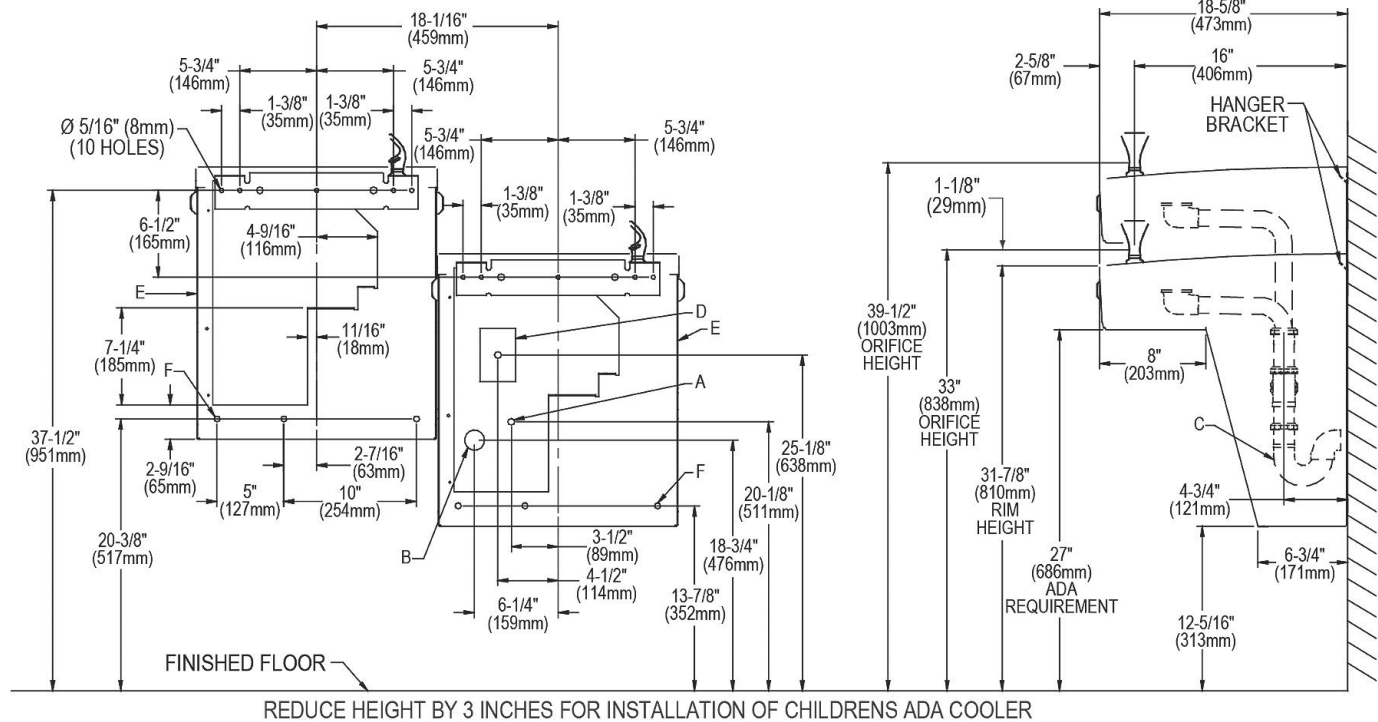 18-1/16"
(459mm)
5-3/4"
(146mm)
5-3/4"
(146mm)
1-3/8"
(35mm)
1-3/8"
(35mm)
Ø 5/16" (8mm)
(10 HOLES)
5-3/4"
(146mm)
5-3/4"
(146mm)
1-3/8"
(35mm)
1-3/8"
(35mm)
6-1/2"
(165mm)
4-9/16"
(116mm)
E
11/16"
(18mm)
7-1/4"
(185mm)
F
D
E
A
37-1/2"
(951mm)
2-9/16"
(65mm)
2-7/16"
(63mm)
5"
(127mm)
10"
(254mm)
20-3/8"
(517mm)
B
F
3-1/2"
(89mm)
4-1/2"
(114mm)
6-1/4"
(159mm)
25-1/8"
(638mm)
20-1/8"
(511mm)
18-3/4"
(476mm)
13-7/8"
(352mm)
18-5/8"
(473mm)
2-5/8"
(67mm)
16"
(406mm)
HANGER
BRACKET
1-1/8"
(29mm)
39-1/2"
(1003mm)
ORIFICE
HEIGHT
8"
(203mm)
33"
(838mm)
ORIFICE
HEIGHT
C
31-7/8"
(810mm)
RIM
HEIGHT
4-3/4"
(121mm)
27"
(686mm)
ADA
REQUIREMENT
6-3/4"
(171mm)
12-5/16"
(313mm)
FINISHED FLOOR
REDUCE HEIGHT BY 3 INCHES FOR INSTALLATION OF CHILDRENS ADA COOLER